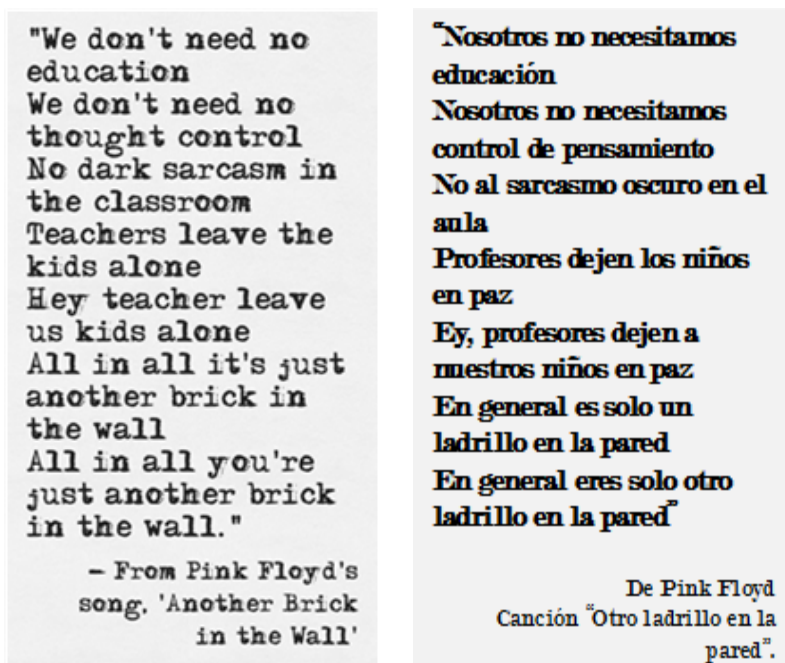 "We don't need no
education
We don't need no
thought control
No dark sarcasm in
the classroom
Teachers leave the
kids alone
Hey teacher leave
us kids alone
All in all it's just
another brick in
the wall
All in all you're
just another brick
in the wall."
— From Pink Floyd's
song, 'Another Brick
in the Wall'
“Nosotros no necesitamos
educación
Nosotros no necesitamos
control de pensamiento
No al sarcasmo oscuro en el
aula
Profesores dejen los niños
en paz
Ey, profesores dejen a
nuestros niños en paz
En general es solo un
ladrillo en la pared
En general eres solo otro
ladrillo en la pared”
De Pink Floyd
Canción “Otro ladrillo en la
pared”.